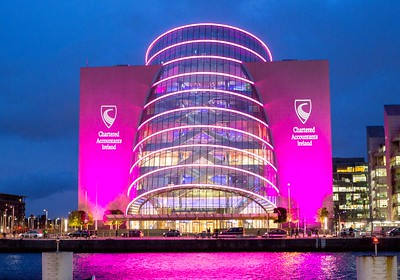 Chartered
Accountants
Ireland
Chartered
Accountants
Ireland